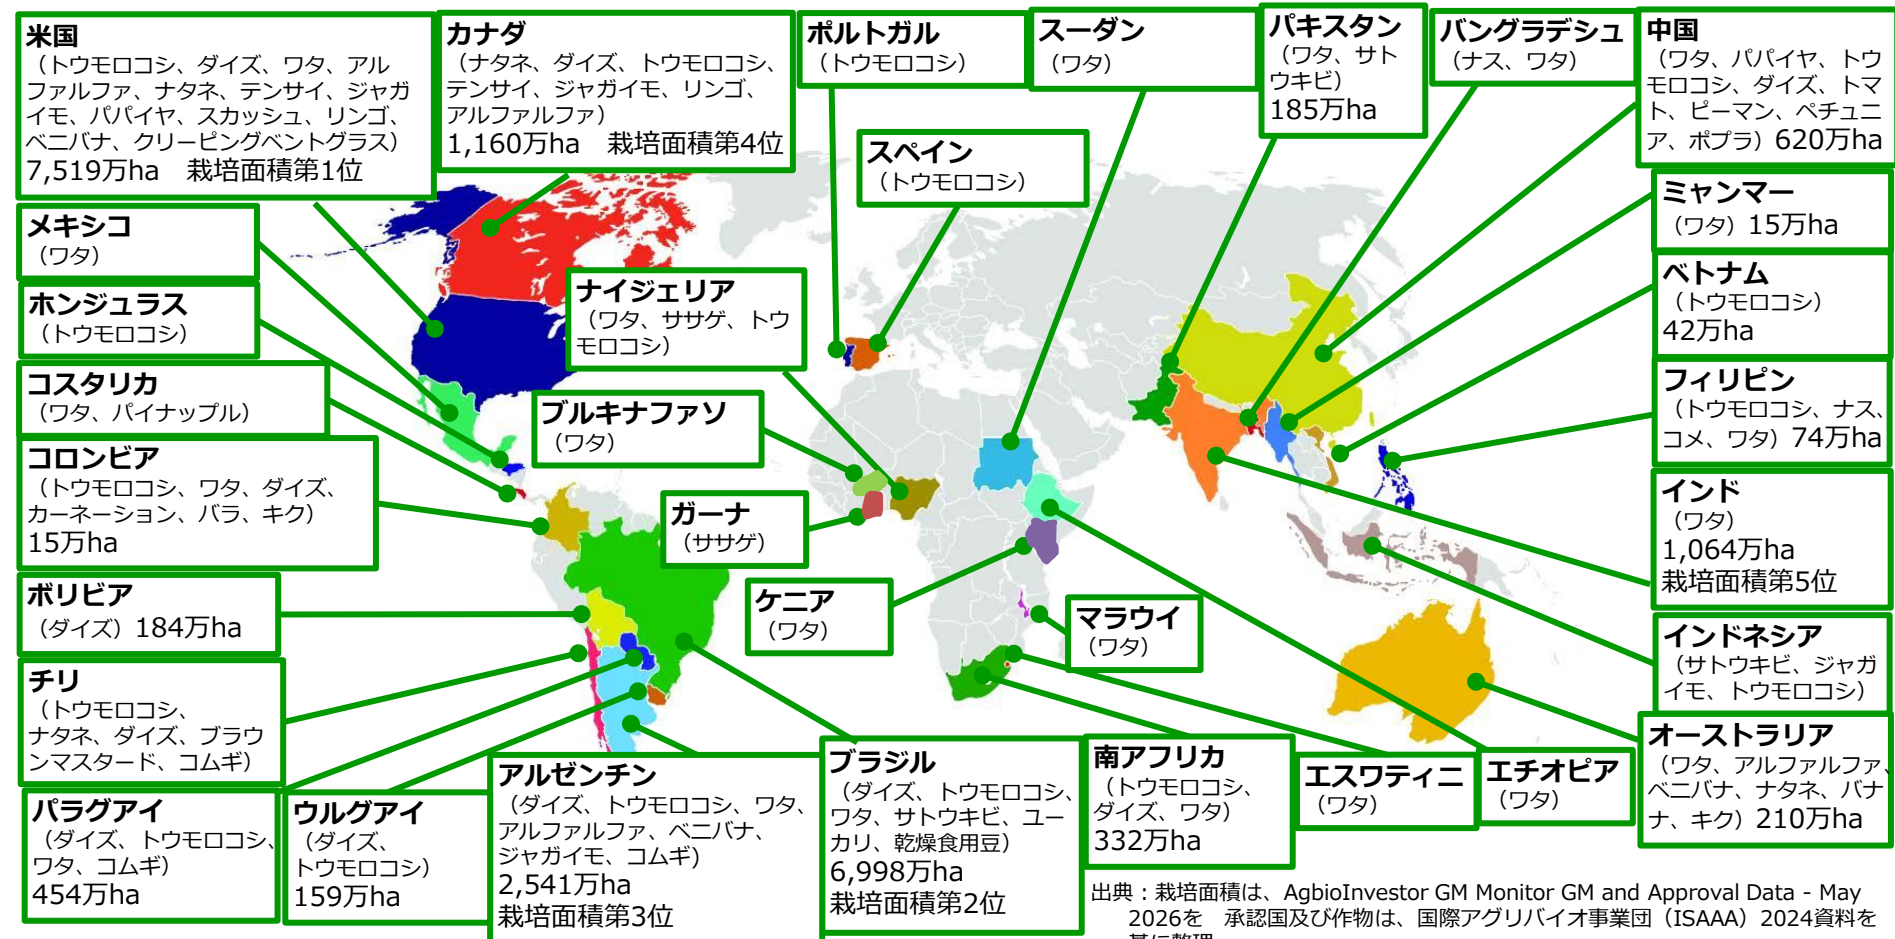 米国
（トウモロコシ、ダイズ、ワタ、アル
ファルファ、ナタネ、テンサイ、ジャガ
イモ、パパイヤ、スカッシュ、リンゴ、
ベニバナ、クリーピングベントグラス）
7,519万ha　栽培面積第1位
カナダ
（ナタネ、ダイズ、トウモロコシ、
テンサイ、ジャガイモ、リンゴ、
アルファルファ）
1,160万ha　栽培面積第4位
ポルトガル
（トウモロコシ）
スーダン
（ワタ）
パキスタン
（ワタ、サト
ウキビ）
185万ha
バングラデシュ
（ナス、ワタ）
中国
（ワタ、パパイヤ、トウ
モロコシ、ダイズ、トマ
ト、ピーマン、ペチュニ
ア、ポプラ）620万ha
スペイン
（トウモロコシ）
ミャンマー
（ワタ）15万ha
メキシコ
（ワタ）
ベトナム
（トウモロコシ）
42万ha
ホンジュラス
（トウモロコシ）
ナイジェリア
（ワタ、ササゲ、トウ
モロコシ）
コスタリカ
（ワタ、パイナップル）
フィリピン
（トウモロコシ、ナス、
コメ、ワタ）74万ha
ブルキナファソ
（ワタ）
コロンビア
（トウモロコシ、ワタ、ダイズ、
カーネーション、バラ、キク）
15万ha
ガーナ
（ササゲ）
インド
（ワタ）
1,064万ha
栽培面積第5位
ボリビア
（ダイズ）184万ha
ケニア
（ワタ）
マラウイ
（ワタ）
インドネシア
（サトウキビ、ジャガ
イモ、トウモロコシ）
チリ
（トウモロコシ、
ナタネ、ダイズ、ブラウ
ンマスタード、コムギ）
オーストラリア
（ワタ、アルファルファ、
ベニバナ、ナタネ、バナ
ナ、キク）210万ha
パラグアイ
（ダイズ、トウモロコシ、
ワタ、コムギ）
454万ha
ウルグアイ
（ダイズ、
トウモロコシ）
159万ha
アルゼンチン
（ダイズ、トウモロコシ、ワタ、
アルファルファ、ベニバナ、
ジャガイモ、コムギ）
2,541万ha
栽培面積第3位
ブラジル
（ダイズ、トウモロコシ、
ワタ、サトウキビ、ユー
カリ、乾燥食用豆）
6,998万ha
栽培面積第2位
南アフリカ
（トウモロコシ、
ダイズ、ワタ）
332万ha
エスワティニ
（ワタ）
エチオピア
（ワタ）
出典：栽培面積は、AgbioInvestor GM Monitor GM and Approval Data - May
2026を　承認国及び作物は、国際アグリバイオ事業団（ISAAA）2024資料を